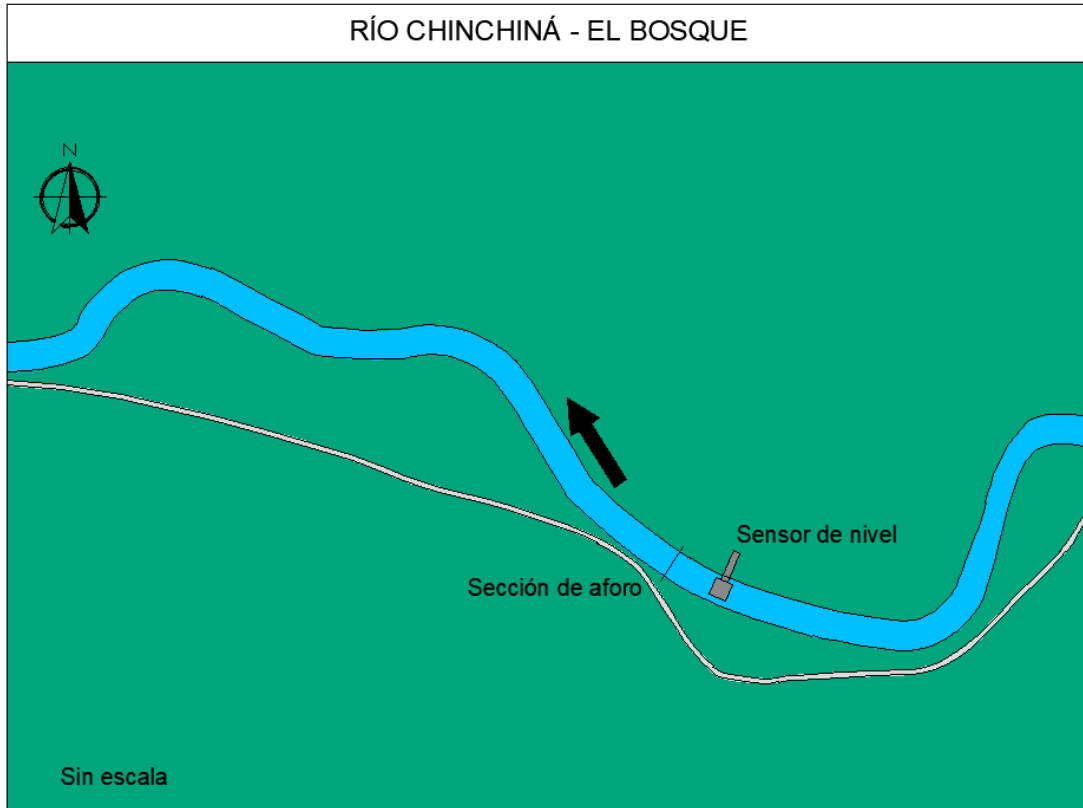 RÍO CHINCHINÁ - EL BOSQUE
N
Sensor de nivel
Sección de aforo
Sin escala